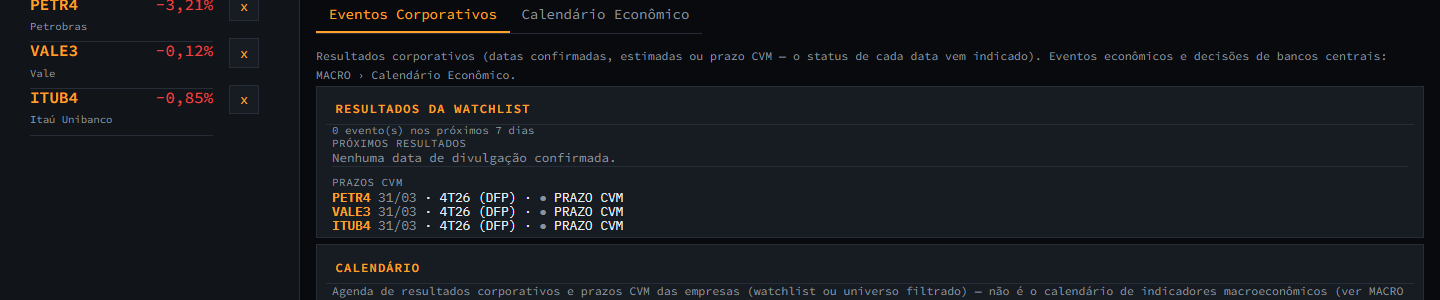 PETR4 -3,21% x
Petrobras
VALE3 -0,12% x
Vale
ITUB4 -0,85% x
Itaú Unibanco
Eventos Corporativos Calendário Econômico
Resultados corporativos (datas confirmadas, estimadas ou prazo CVM — o status de cada data vem indicado). Eventos econômicos e decisões de bancos centrais:
MACRO › Calendário Econômico.
RESULTADOS DA WATCHLIST
0 evento(s) nos próximos 7 dias
PRÓXIMOS RESULTADOS
Nenhuma data de divulgação confirmada.
PRAZOS CVM
PETR4 31/03 · 4T26 (DFP) · ● PRAZO CVM
VALE3 31/03 · 4T26 (DFP) · ● PRAZO CVM
ITUB4 31/03 · 4T26 (DFP) · ● PRAZO CVM
CALENDÁRIO
Agenda de resultados corporativos e prazos CVM das empresas (watchlist ou universo filtrado) — não é o calendário de indicadores macroeconômicos (ver MACRO